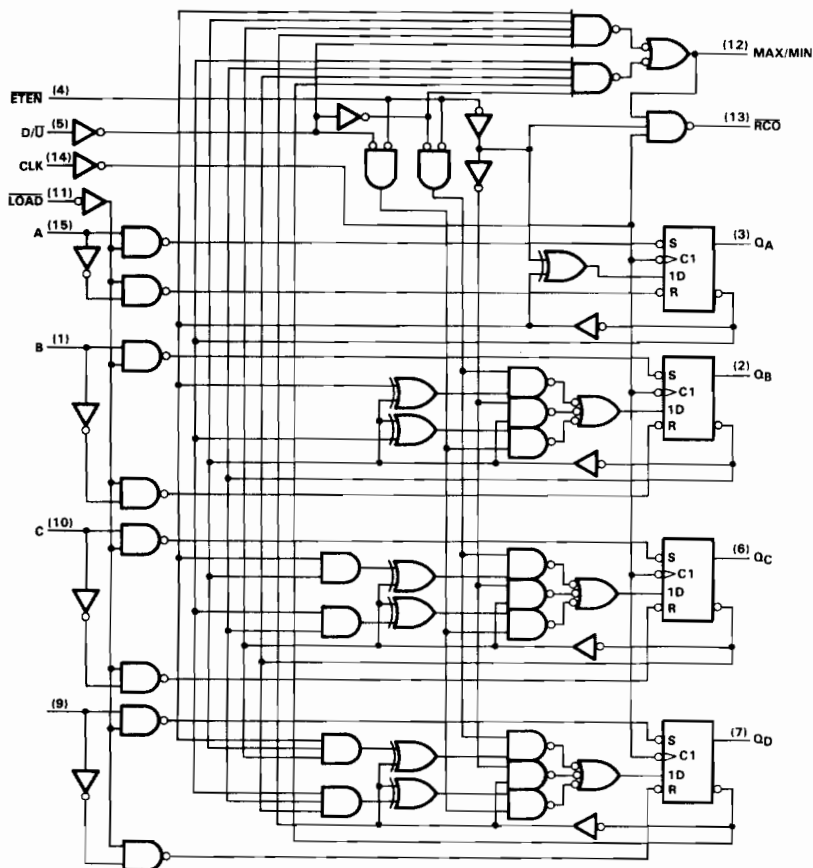 (12) MAX/MIN
ETEN (4)
(13) RCO
D/U (5)
CLK (14)
LOAD (11)
A (15)
S
C1
1D
R
(3) QA
B (1)
S
C1
1D
R
(2) QB
C (10)
S
C1
1D
R
(6) QC
(9)
S
C1
1D
R
(7) QD